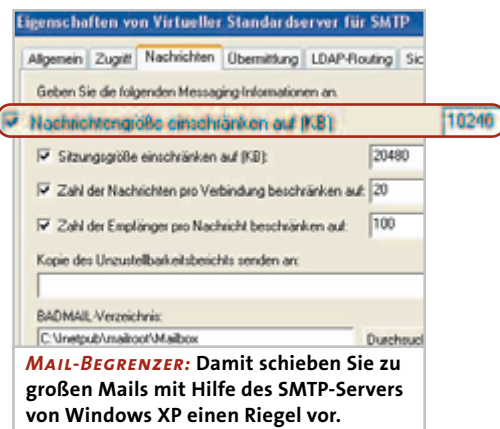 Eigenschaften von Virtueller Standardserver für SMTP
Allgemein Zugriff Nachrichten Übermittlung LDAP-Routing Sic
Geben Sie die folgenden Messaging-Informationen an.
Nachrichtengröße einschränken auf (KB): 10240
Sitzungsgröße einschränken auf (KB): 20480
Zahl der Nachrichten pro Verbindung beschränken auf: 20
Zahl der Empfänger pro Nachricht beschränken auf: 100
Kopie des Unzustellbarkeitsberichts senden an:
BADMAIL-Verzeichnis:
C:\Inetpub\mailroot\Mailbox Durchsuc
MAIL-BEGRENZER: Damit schieben Sie zu
großen Mails mit Hilfe des SMTP-Servers
von Windows XP einen Riegel vor.